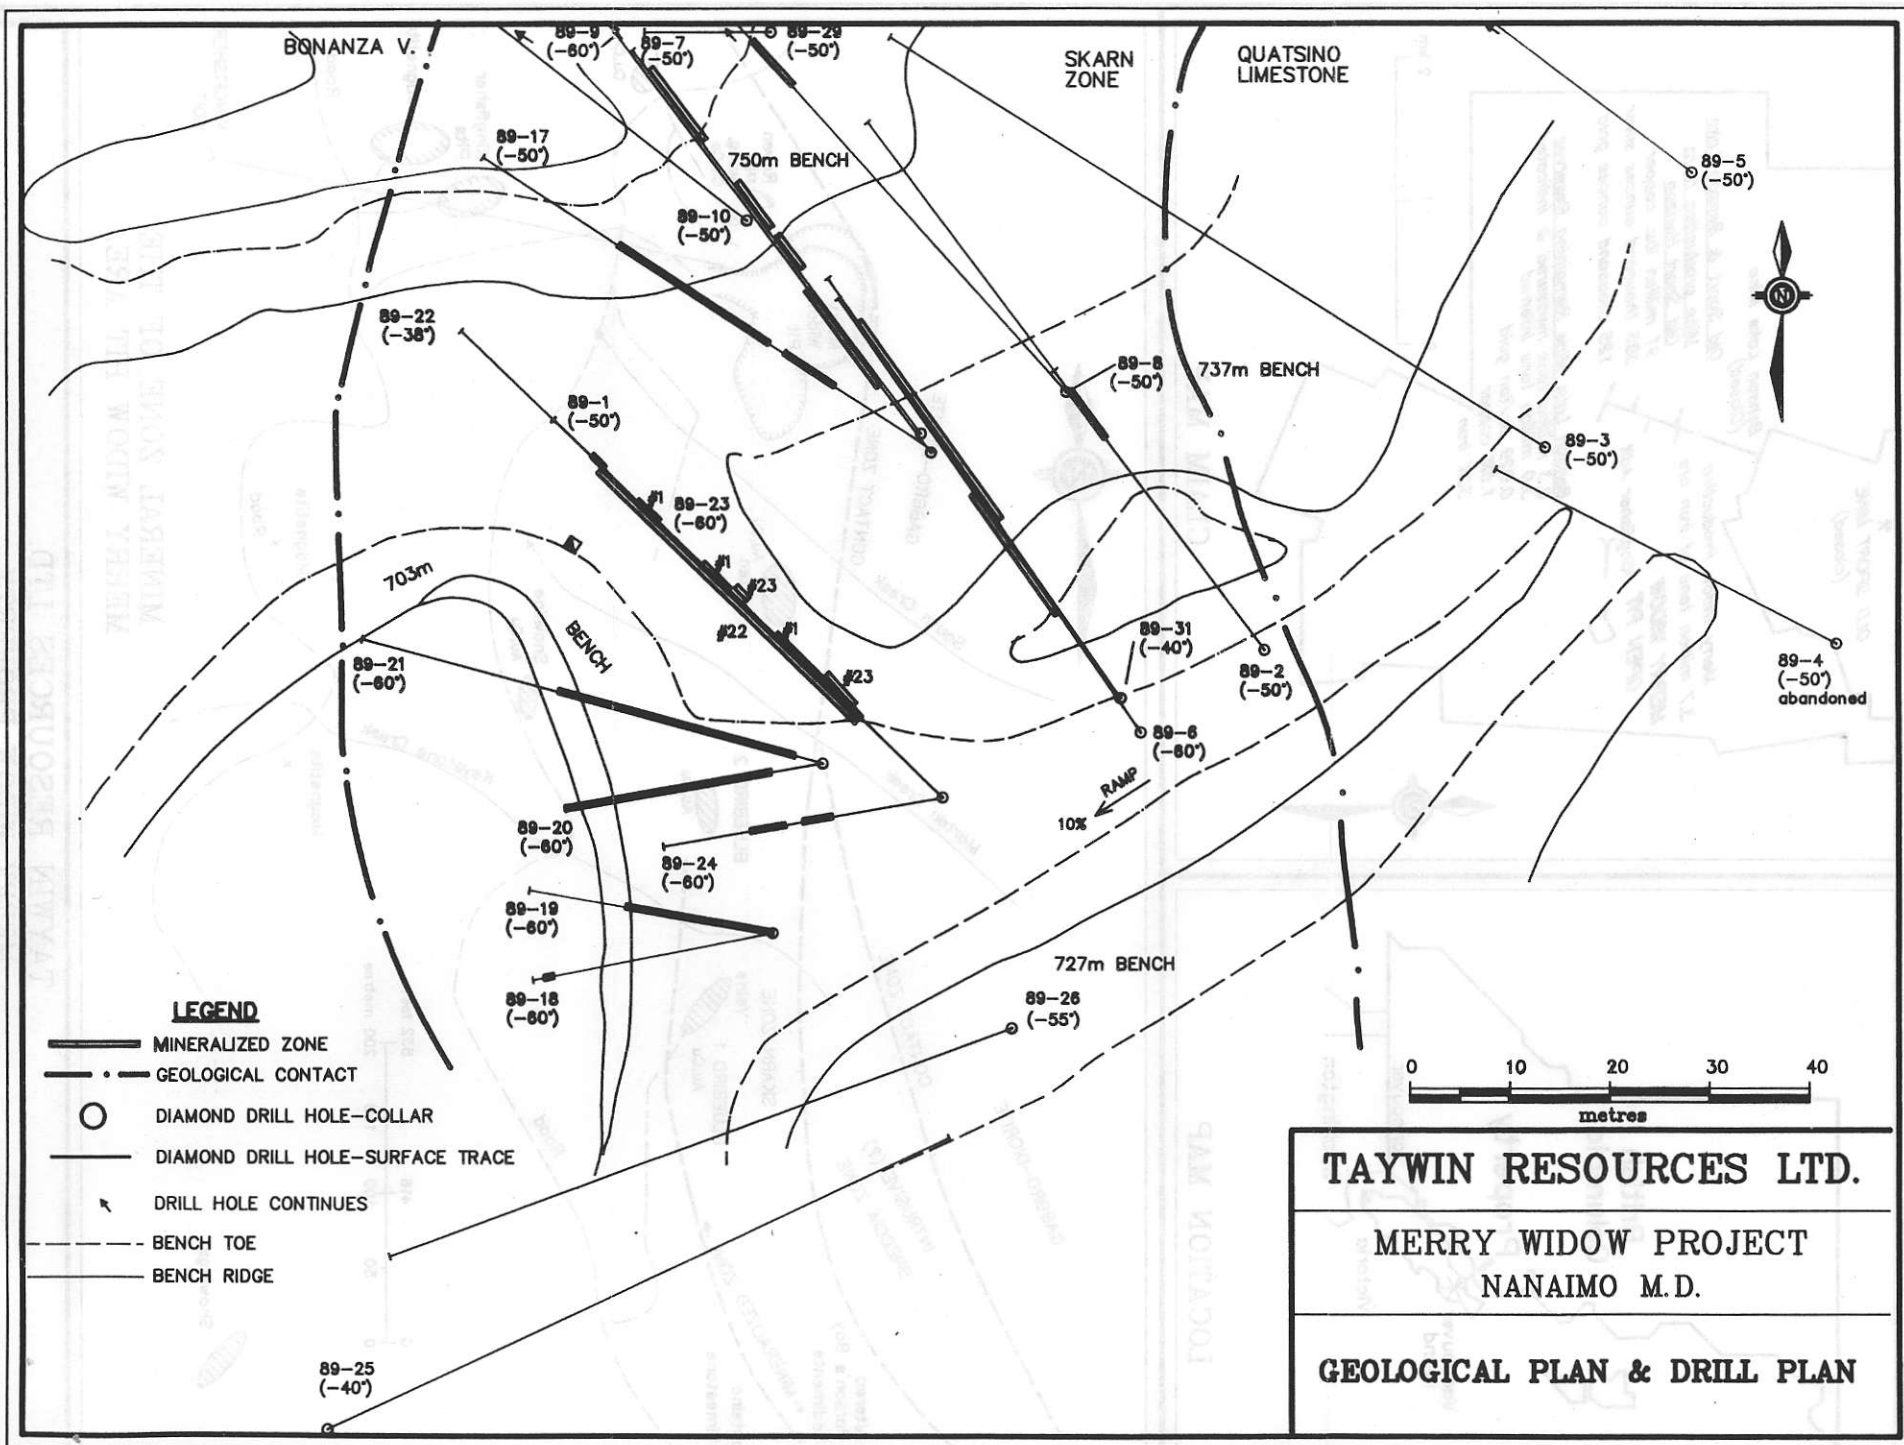 BONANZA V.
89-9
(-60°)
89-7
(-50°)
89-29
(-50°)
SKARN
ZONE
QUATSINO
LIMESTONE
89-17
(-50°)
750m BENCH
89-5
(-50°)
89-10
(-50°)
N
89-22
(-38°)
89-8
(-50°)
737m BENCH
89-1
(-50°)
89-3
(-50°)
#1
89-23
(-60°)
703m
BENCH
#1
#23
#22
#1
#23
89-31
(-40°)
89-21
(-60°)
89-2
(-50°)
89-4
(-50°)
abandoned
89-6
(-60°)
RAMP
10%
89-20
(-60°)
89-24
(-60°)
89-19
(-60°)
727m BENCH
89-18
(-60°)
89-26
(-55°)
LEGEND
MINERALIZED ZONE
GEOLOGICAL CONTACT
DIAMOND DRILL HOLE-COLLAR
DIAMOND DRILL HOLE-SURFACE TRACE
DRILL HOLE CONTINUES
BENCH TOE
BENCH RIDGE
89-25
(-40°)
0 10 20 30 40
metres
TAYWIN RESOURCES LTD.
MERRY WIDOW PROJECT
NANAIMO M.D.
GEOLOGICAL PLAN & DRILL PLAN